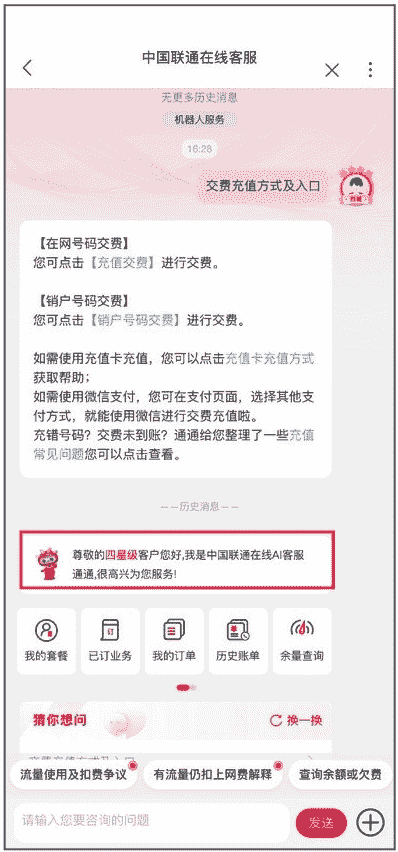 中国联通在线客服
无更多历史消息
机器人服务
16:28
交费充值方式及入口
【在网号码交费】
您可点击【充值交费】进行交费。
【销户号码交费】
您可点击【销户号码交费】进行交费。
如需使用充值卡充值，您可以点击充值卡充值方式
获取帮助；
如需使用微信支付，您可在支付页面，选择其他支
付方式，就能使用微信进行交费充值啦。
充错号码？交费未到账？通通给您整理了一些充值
常见问题您可以点击查看。
——历史消息——
尊敬的四星级客户您好,我是中国联通在线AI客服
通通,很高兴为您服务!
我的套餐
已订业务
我的订单
历史账单
余量查询
猜你想问
换一换
交费充值方式及入口
流量使用及扣费争议
有流量仍扣上网费解释
查询余额或欠费
请输入您要咨询的问题
发送